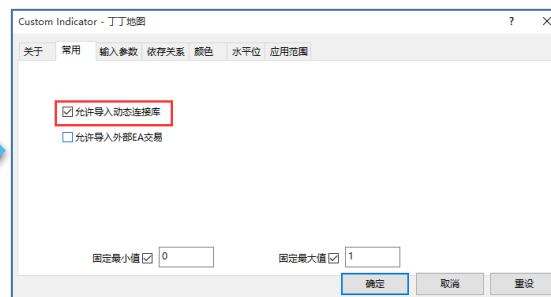 Custom Indicator - 丁丁地图
关于 常用 输入参数 依存关系 颜色 水平位 应用范围
允许导入动态连接库
允许导入外部EA交易
固定最小值 0 固定最大值 1
确定 取消 重设